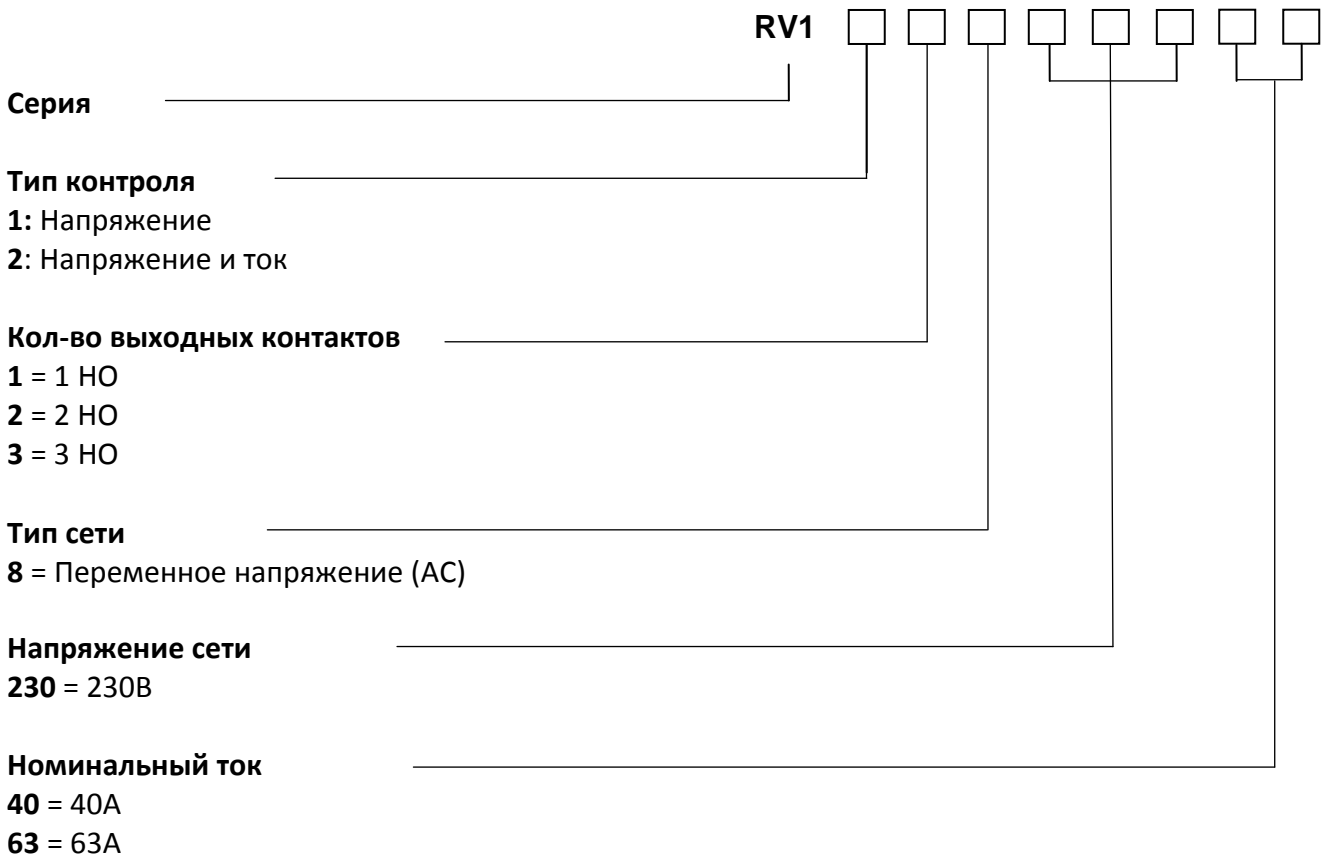 RV1
Серия
Тип контроля
1: Напряжение
2: Напряжение и ток
Кол-во выходных контактов
1 = 1 НО
2 = 2 НО
3 = 3 НО
Тип сети
8 = Переменное напряжение (АС)
Напряжение сети
230 = 230В
Номинальный ток
40 = 40А
63 = 63А